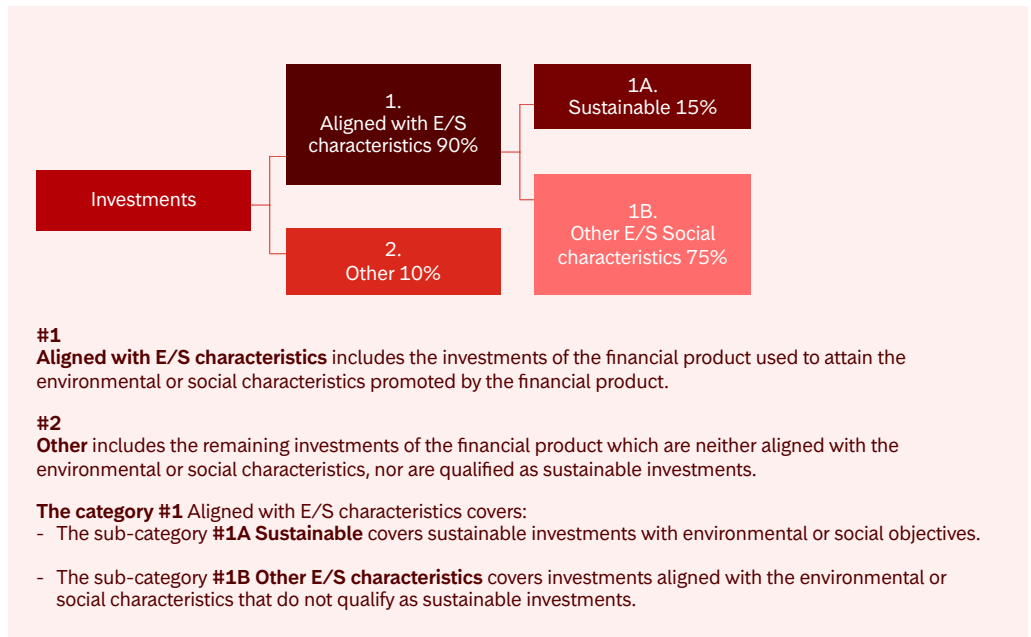 Investments
1.
Aligned with E/S
characteristics 90%
2.
Other 10%
1A.
Sustainable 15%
1B.
Other E/S Social
characteristics 75%
#1
Aligned with E/S characteristics includes the investments of the financial product used to attain the
environmental or social characteristics promoted by the financial product.
#2
Other includes the remaining investments of the financial product which are neither aligned with the
environmental or social characteristics, nor are qualified as sustainable investments.
The category #1 Aligned with E/S characteristics covers:
- The sub-category #1A Sustainable covers sustainable investments with environmental or social objectives.
- The sub-category #1B Other E/S characteristics covers investments aligned with the environmental or
social characteristics that do not qualify as sustainable investments.